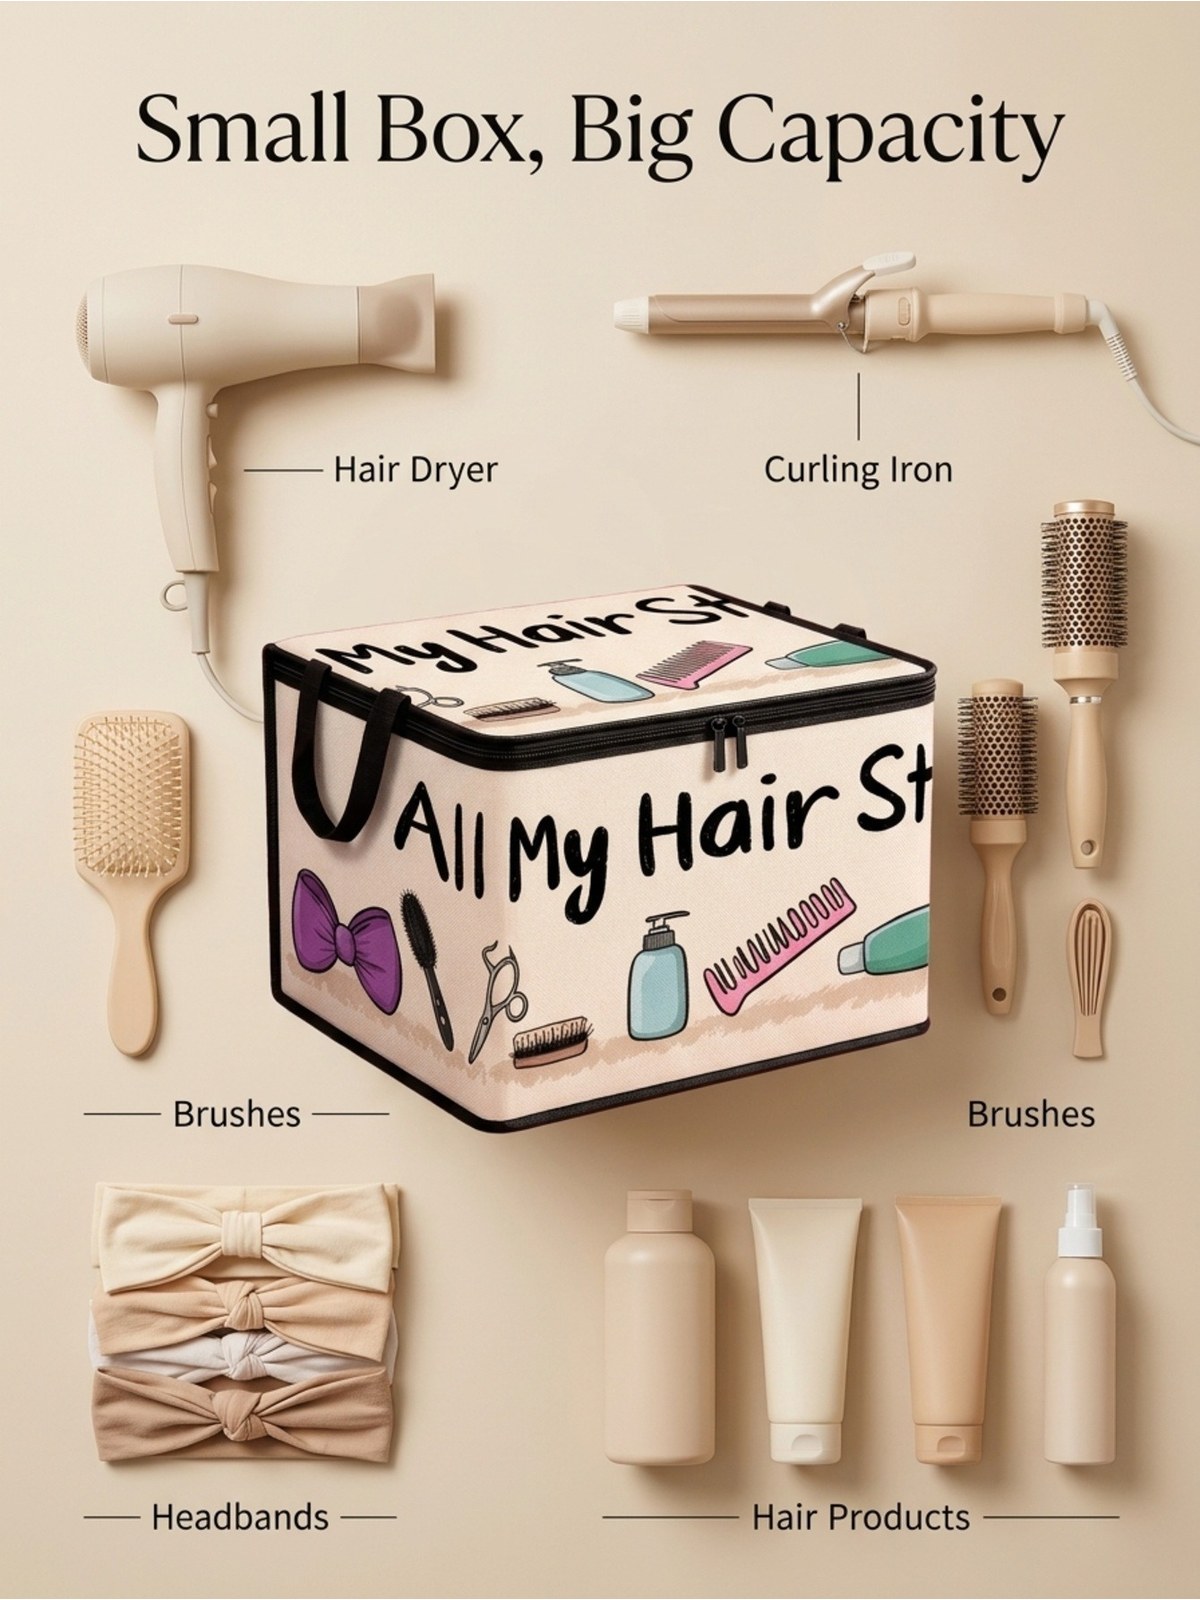 Small Box, Big Capacity
Hair Dryer
Curling Iron
My Hair St
All My Hair St
Brushes
Brushes
Headbands
Hair Products